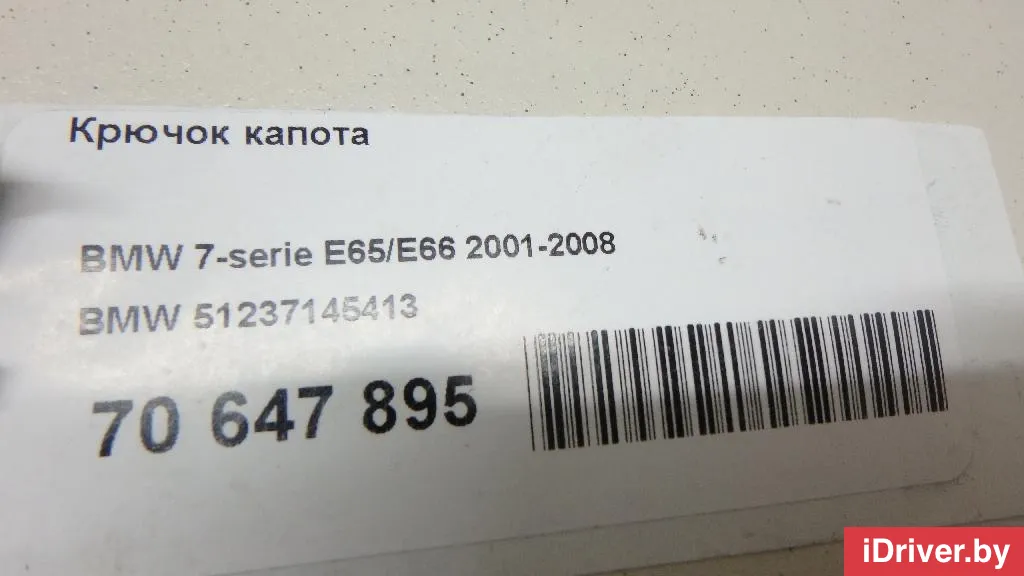 Крючок капота
BMW 7-serie E65/E66 2001-2008
BMW 51237145413
70 647 895
iDriver.by